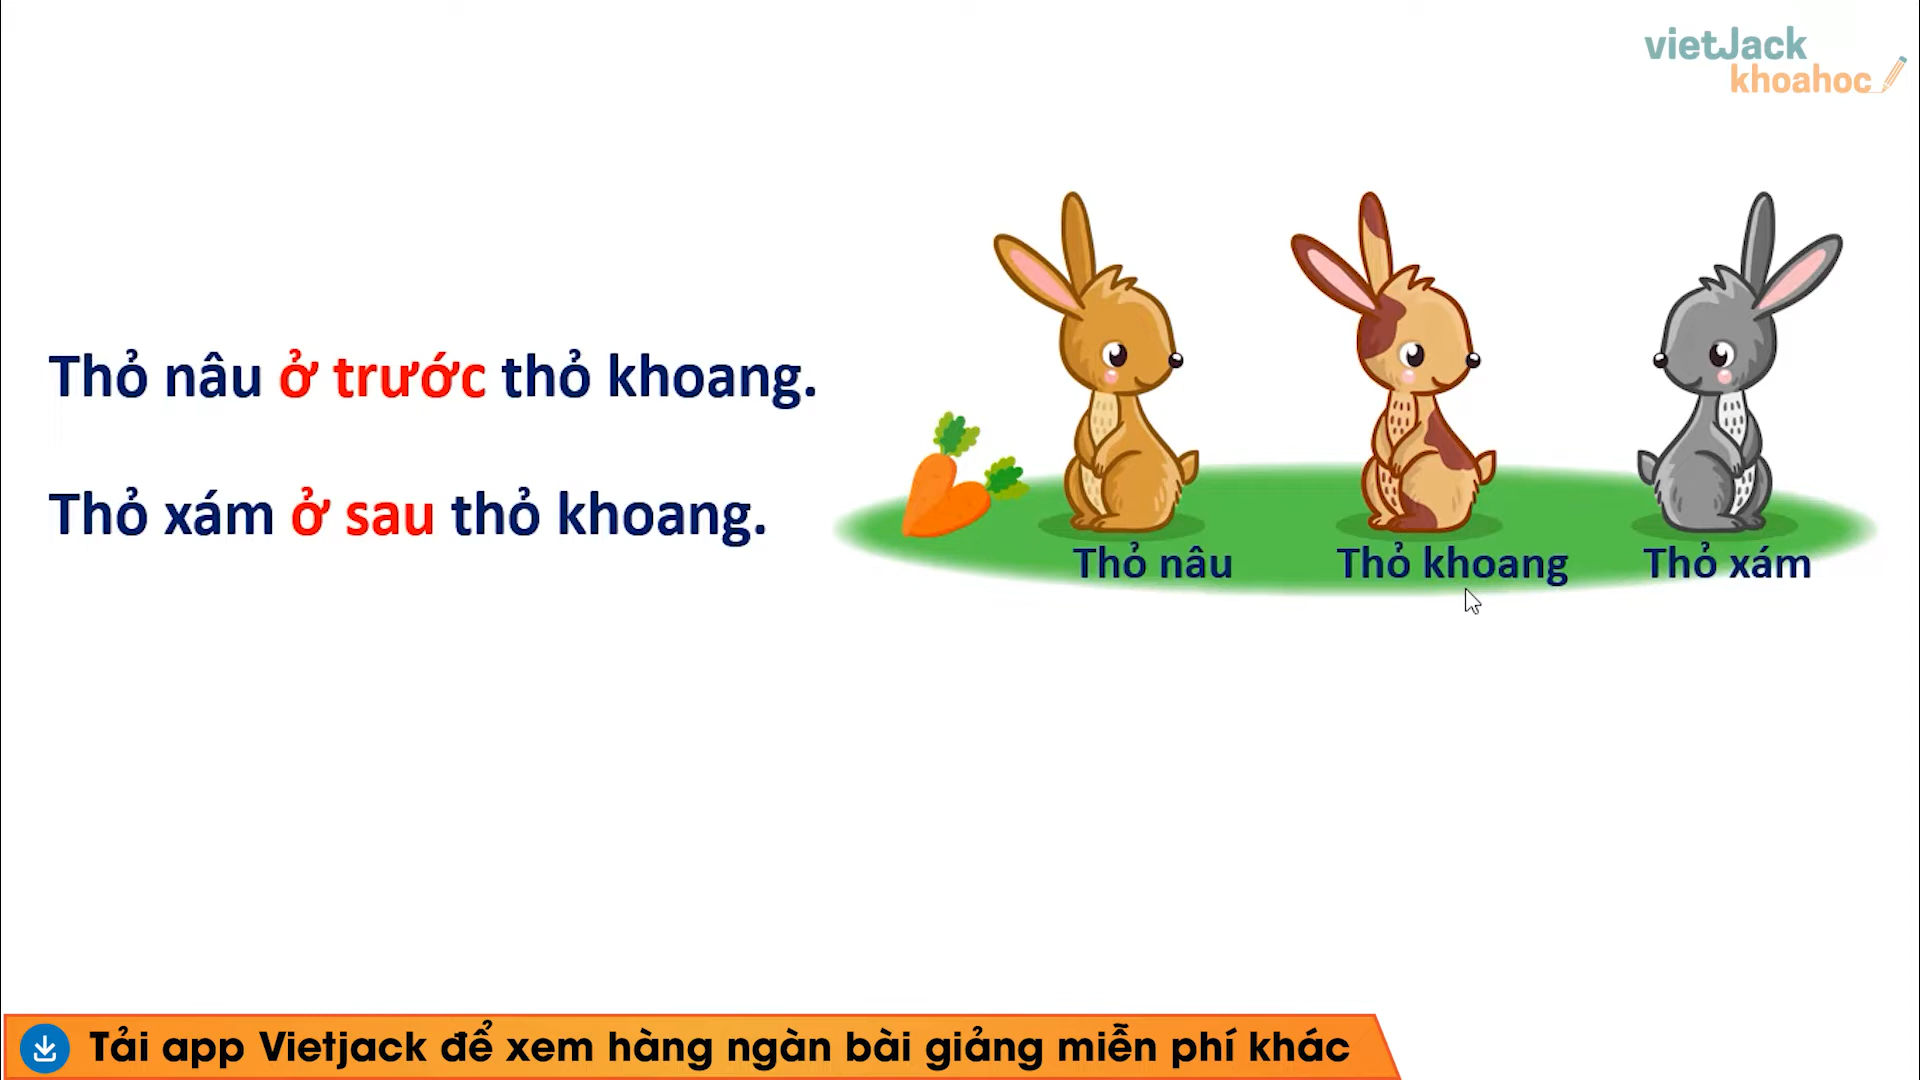 vietJack
khoahoc
Thỏ nâu ở trước thỏ khoang.
Thỏ xám ở sau thỏ khoang.
Thỏ nâu Thỏ khoang Thỏ xám
Tải app Vietjack để xem hàng ngàn bài giảng miễn phí khác